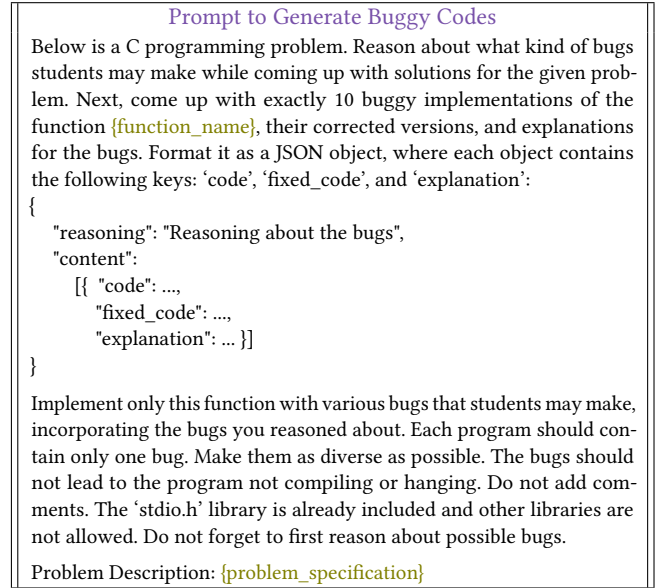 Prompt to Generate Buggy Codes
Below is a C programming problem. Reason about what kind of bugs
students may make while coming up with solutions for the given prob-
lem. Next, come up with exactly 10 buggy implementations of the
function {function_name}, their corrected versions, and explanations
for the bugs. Format it as a JSON object, where each object contains
the following keys: ‘code’, ‘fixed_code’, and ‘explanation’:
{
"reasoning": "Reasoning about the bugs",
"content":
[{ "code": ...,
"fixed_code": ...,
"explanation": ... }]
}
Implement only this function with various bugs that students may make,
incorporating the bugs you reasoned about. Each program should con-
tain only one bug. Make them as diverse as possible. The bugs should
not lead to the program not compiling or hanging. Do not add com-
ments. The ‘stdio.h’ library is already included and other libraries are
not allowed. Do not forget to first reason about possible bugs.
Problem Description: {problem_specification}